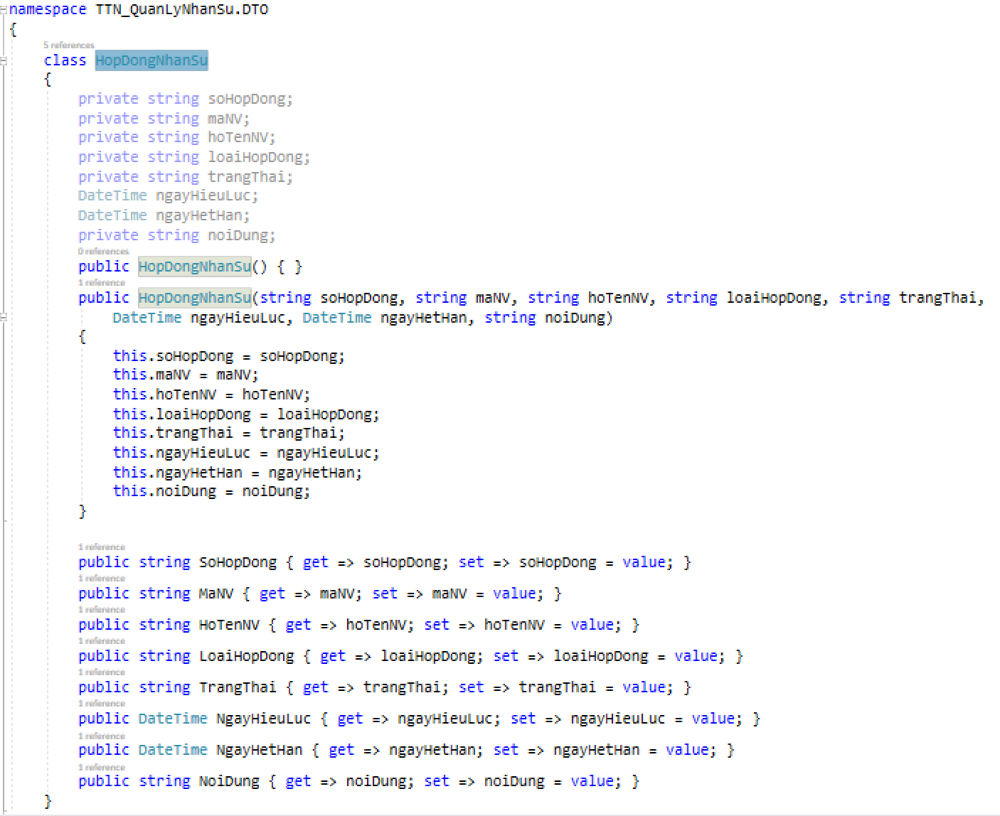 namespace TTN_QuanLyNhanSu.DTO
{
5 references
class HopDongNhanSu
{
private string soHopDong;
private string maNV;
private string hoTenNV;
private string loaiHopDong;
private string trangThai;
DateTime ngayHieuLuc;
DateTime ngayHetHan;
private string noiDung;
0 references
public HopDongNhanSu() { }
1 reference
public HopDongNhanSu(string soHopDong, string maNV, string hoTenNV, string loaiHopDong, string trangThai,
DateTime ngayHieuLuc, DateTime ngayHetHan, string noiDung)
{
this.soHopDong = soHopDong;
this.maNV = maNV;
this.hoTenNV = hoTenNV;
this.loaiHopDong = loaiHopDong;
this.trangThai = trangThai;
this.ngayHieuLuc = ngayHieuLuc;
this.ngayHetHan = ngayHetHan;
this.noiDung = noiDung;
}
1 reference
public string SoHopDong { get => soHopDong; set => soHopDong = value; }
1 reference
public string MaNV { get => maNV; set => maNV = value; }
1 reference
public string HoTenNV { get => hoTenNV; set => hoTenNV = value; }
1 reference
public string LoaiHopDong { get => loaiHopDong; set => loaiHopDong = value; }
1 reference
public string TrangThai { get => trangThai; set => trangThai = value; }
1 reference
public DateTime NgayHieuLuc { get => ngayHieuLuc; set => ngayHieuLuc = value; }
1 reference
public DateTime NgayHetHan { get => ngayHetHan; set => ngayHetHan = value; }
1 reference
public string NoiDung { get => noiDung; set => noiDung = value; }
}